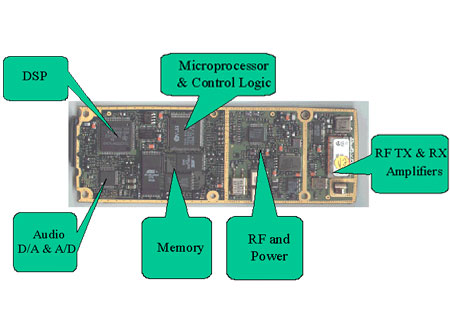 DSP
Microprocessor
& Control Logic
RF TX & RX
Amplifiers
Audio
D/A & A/D
Memory
RF and
Power